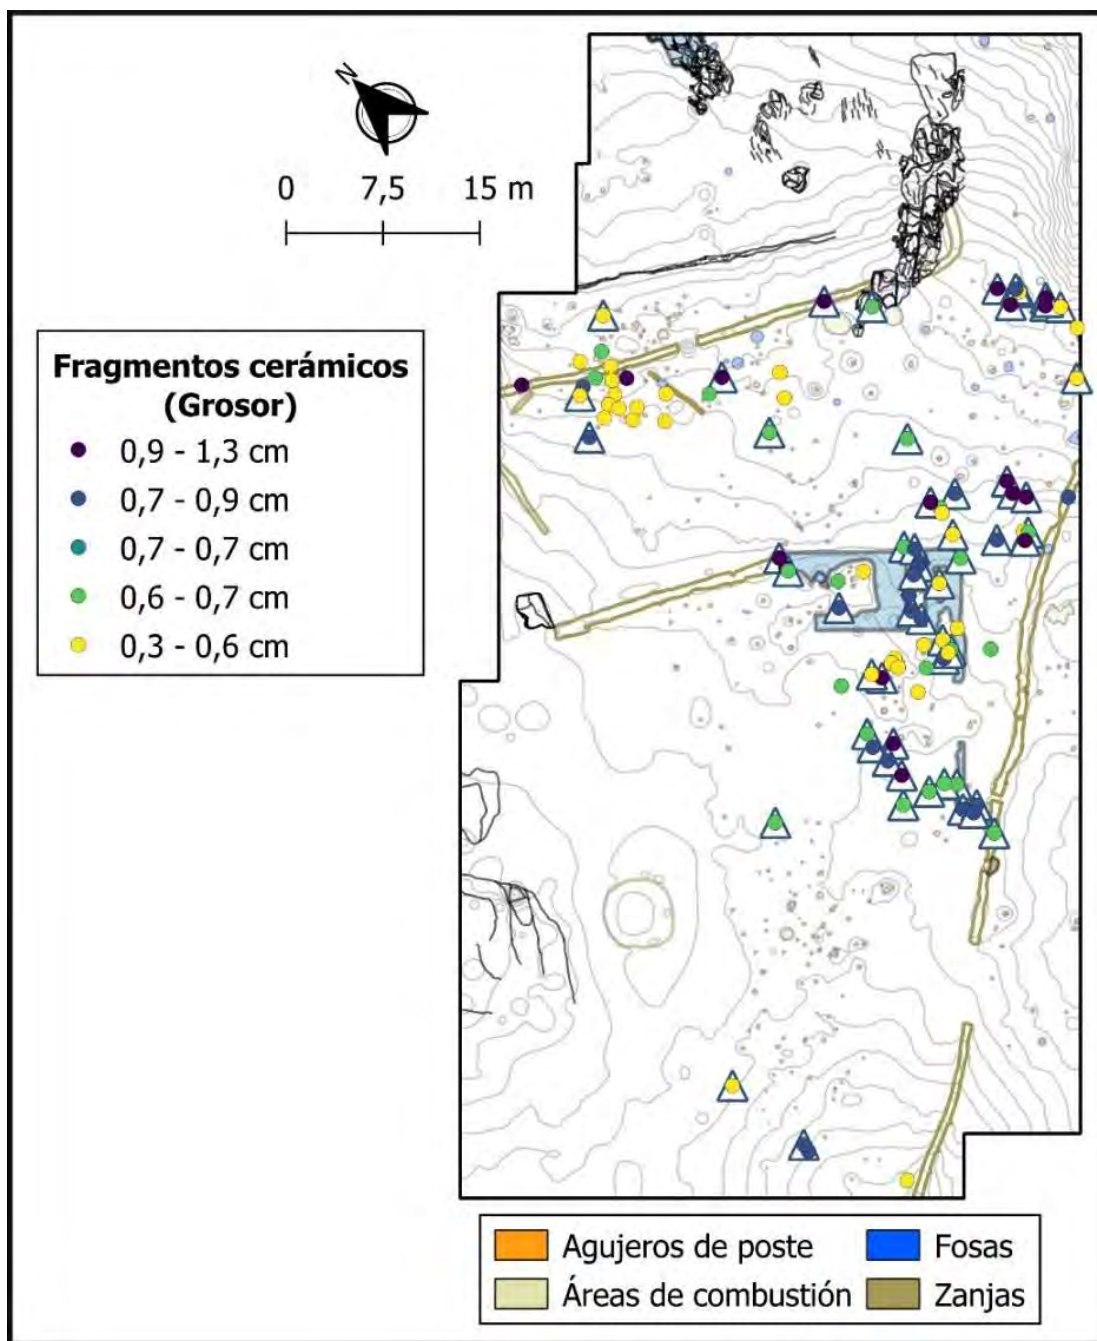 N
0 7,5 15 m
Fragmentos cerámicos
(Grosor)
0,9 - 1,3 cm
0,7 - 0,9 cm
0,7 - 0,7 cm
0,6 - 0,7 cm
0,3 - 0,6 cm
Agujeros de poste
Fosas
Áreas de combustión
Zanjas